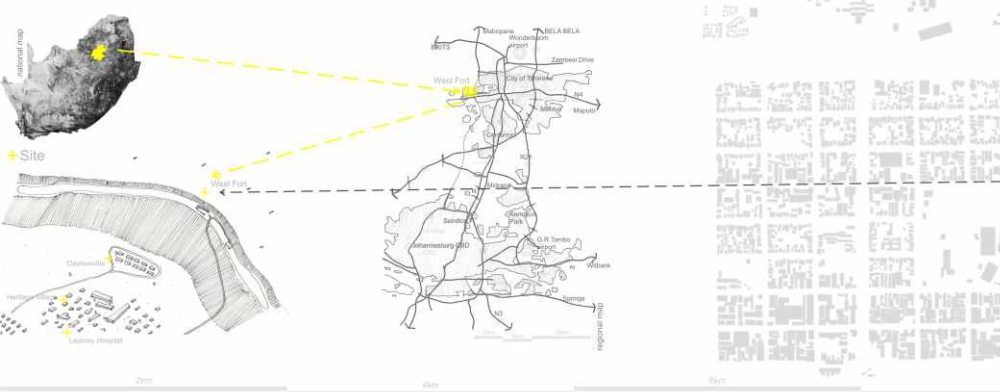 national map
Mabopane
BELA BELA
Wonderboom
airport
BRITS
Zambesi Drive
West Fort
City of Tshwane
N4
Maputo
Centurion
Site
R21
West Fort
Midrand
Sandton
Kempton
Park
Johannesburg CBD
O.R Tambo
airport
Davisonville
Witbank
Heritage Village
Springs
N3
regional map
Leprosy Hospital
2km
4km
6km